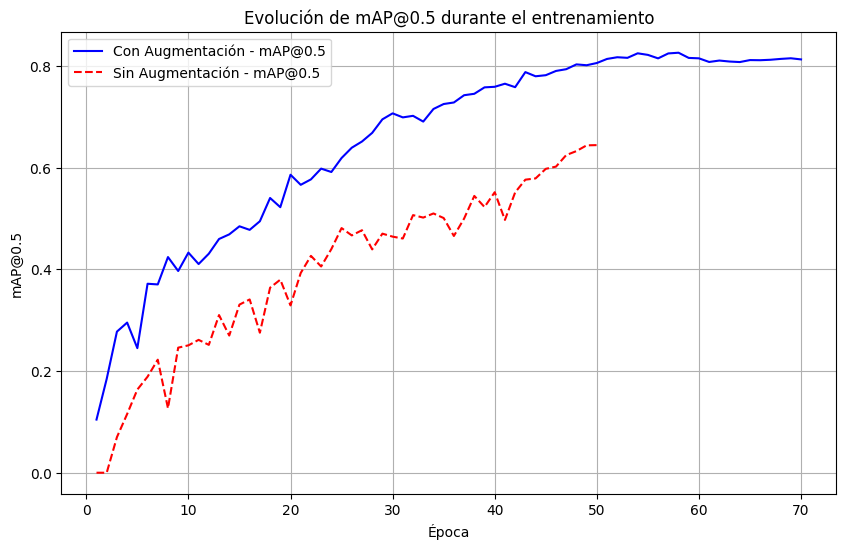 Evolución de mAP@0.5 durante el entrenamiento
Con Augmentación - mAP@0.5
Sin Augmentación - mAP@0.5
mAP@0.5
0.8
0.6
0.4
0.2
0.0
0 10 20 30 40 50 60 70
Época